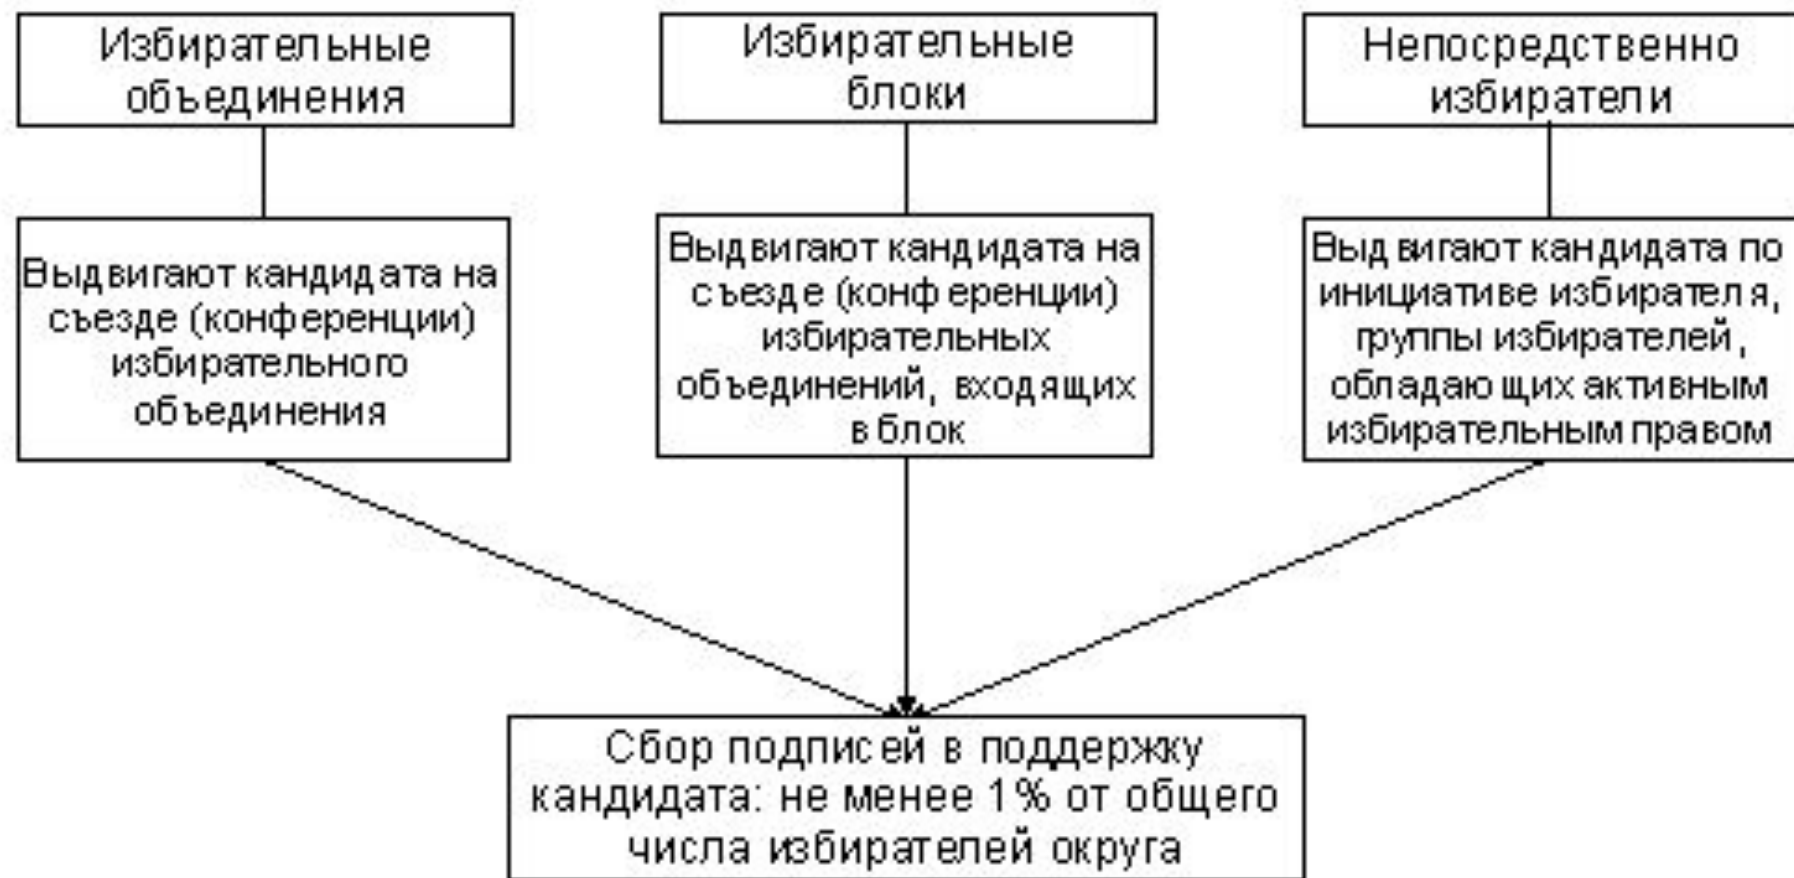 Избирательные
объединения
Избирательные
блоки
Непосредственно
избиратели
Выдвигают кандидата на
съезде (конференции)
избирательного
объединения
Выдвигают кандидата на
съезде (конференции)
избирательных
объединений, входящих
в блок
Выдвигают кандидата по
инициативе избирателя,
группы избирателей,
обладающих активным
избирательным правом
Сбор подписей в поддержку
кандидата: не менее 1% от общего
числа избирателей округа